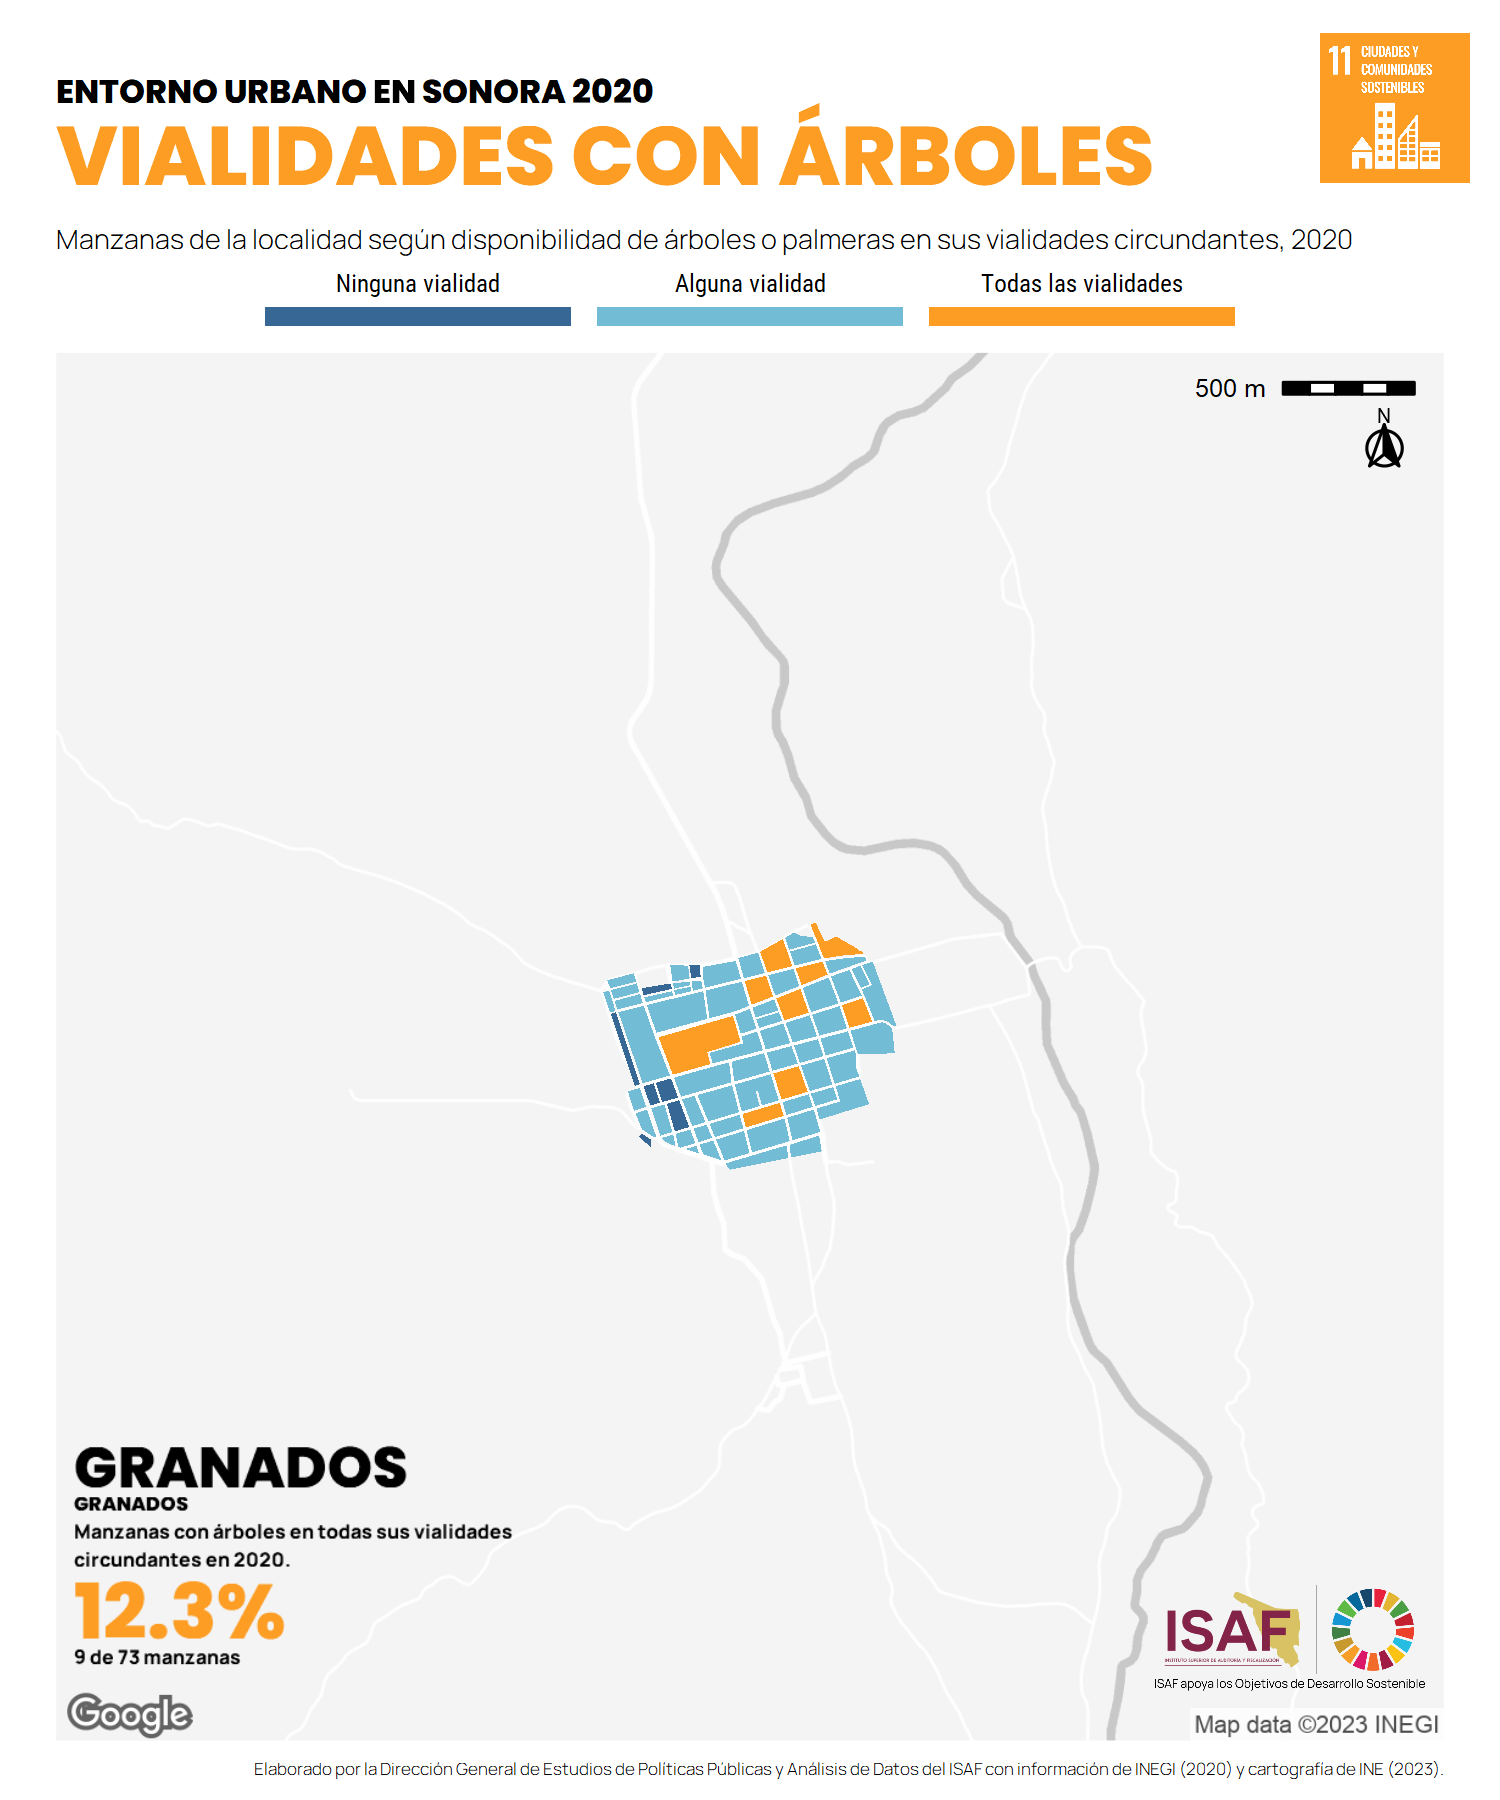 11 CIUDADES Y
COMUNIDADES
SOSTENIBLES
ENTORNO URBANO EN SONORA 2020
VIALIDADES CON ÁRBOLES
Manzanas de la localidad según disponibilidad de árboles o palmeras en sus vialidades circundantes, 2020
Ninguna vialidad
Alguna vialidad
Todas las vialidades
500 m
N
GRANADOS
GRANADOS
Manzanas con árboles en todas sus vialidades
circundantes en 2020.
12.3%
9 de 73 manzanas
Google
ISAF
INSTITUTO SUPERIOR DE AUDITORÍA Y FISCALIZACIÓN
ISAF apoya los Objetivos de Desarrollo Sostenible
Map data ©2023 INEGI
Elaborado por la Dirección General de Estudios de Políticas Públicas y Análisis de Datos del ISAF con información de INEGI (2020) y cartografía de INE (2023).